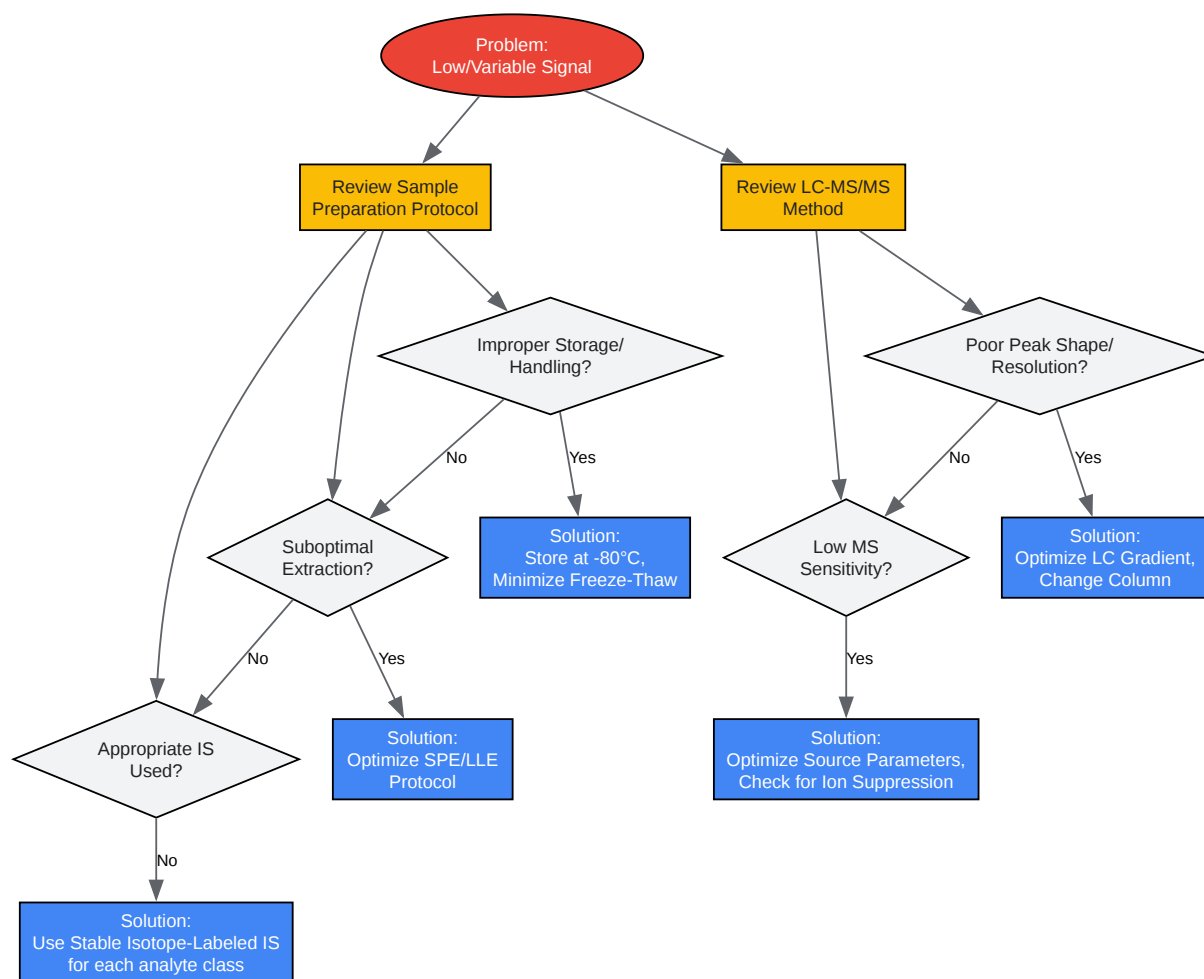 Problem:
Low/Variable Signal
Review Sample
Preparation Protocol
Review LC-MS/MS
Method
Improper Storage/
Handling?
Poor Peak Shape/
Resolution?
No
Yes
No
Yes
Suboptimal
Extraction?
Solution:
Store at -80°C,
Minimize Freeze-Thaw
Low MS
Sensitivity?
Solution:
Optimize LC Gradient,
Change Column
No
Yes
Yes
Appropriate IS
Used?
Solution:
Optimize SPE/LLE
Protocol
Solution:
Optimize Source Parameters,
Check for Ion Suppression
No
Solution:
Use Stable Isotope-Labeled IS
for each analyte class